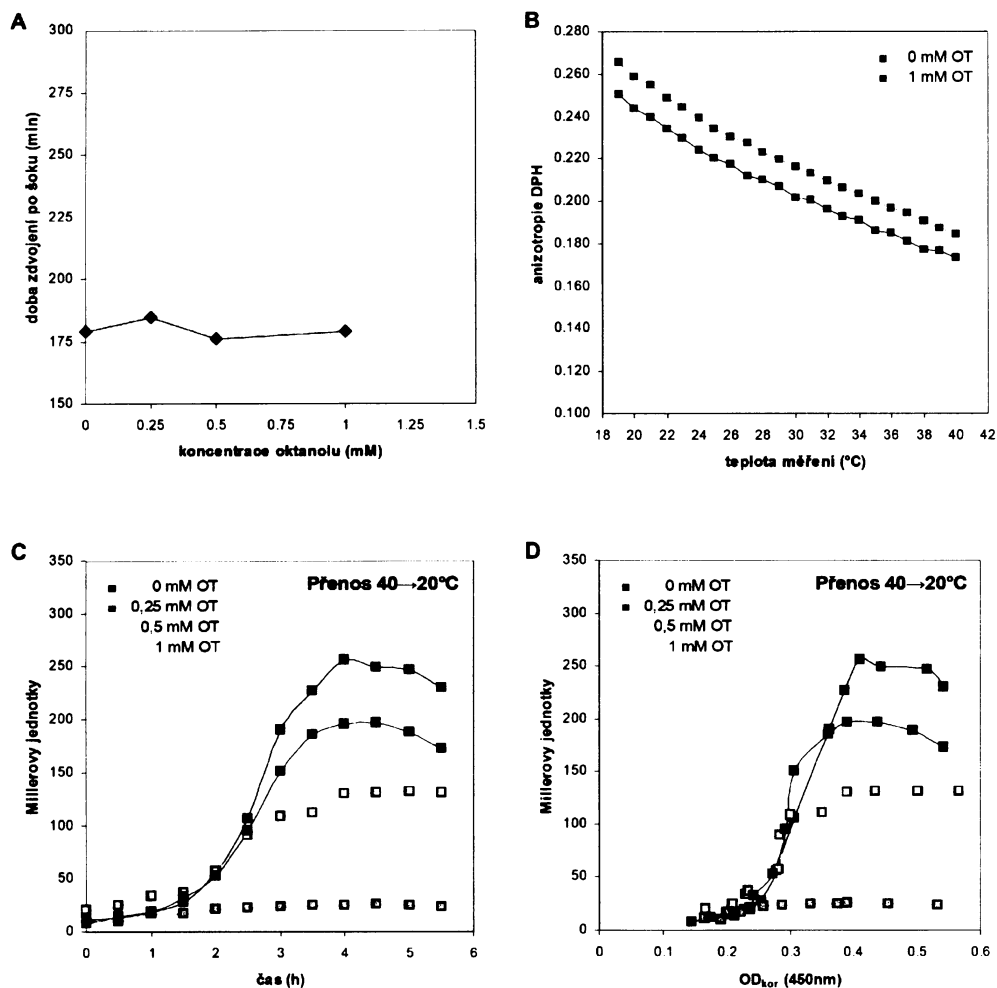 A
doba zdvojení po šoku (min)
300
275
250
225
200
175
150
0 0.25 0.5 0.75 1 1.25 1.5
koncentrace oktanolu (mM)
B
anizotropie DPH
0.280
0.260
0.240
0.220
0.200
0.180
0.160
0.140
0.120
0.100
0 mM OT
1 mM OT
18 20 22 24 26 28 30 32 34 36 38 40 42
teplota měření (°C)
C
Millerovy jednotky
350
300
250
200
150
100
50
0
0 mM OT
0,25 mM OT
0,5 mM OT
1 mM OT
Přenos 40→20°C
0 1 2 3 4 5 6
čas (h)
D
Millerovy jednotky
350
300
250
200
150
100
50
0
0 mM OT
0,25 mM OT
0,5 mM OT
1 mM OT
Přenos 40→20°C
0 0.1 0.2 0.3 0.4 0.5 0.6
ODkor (450nm)